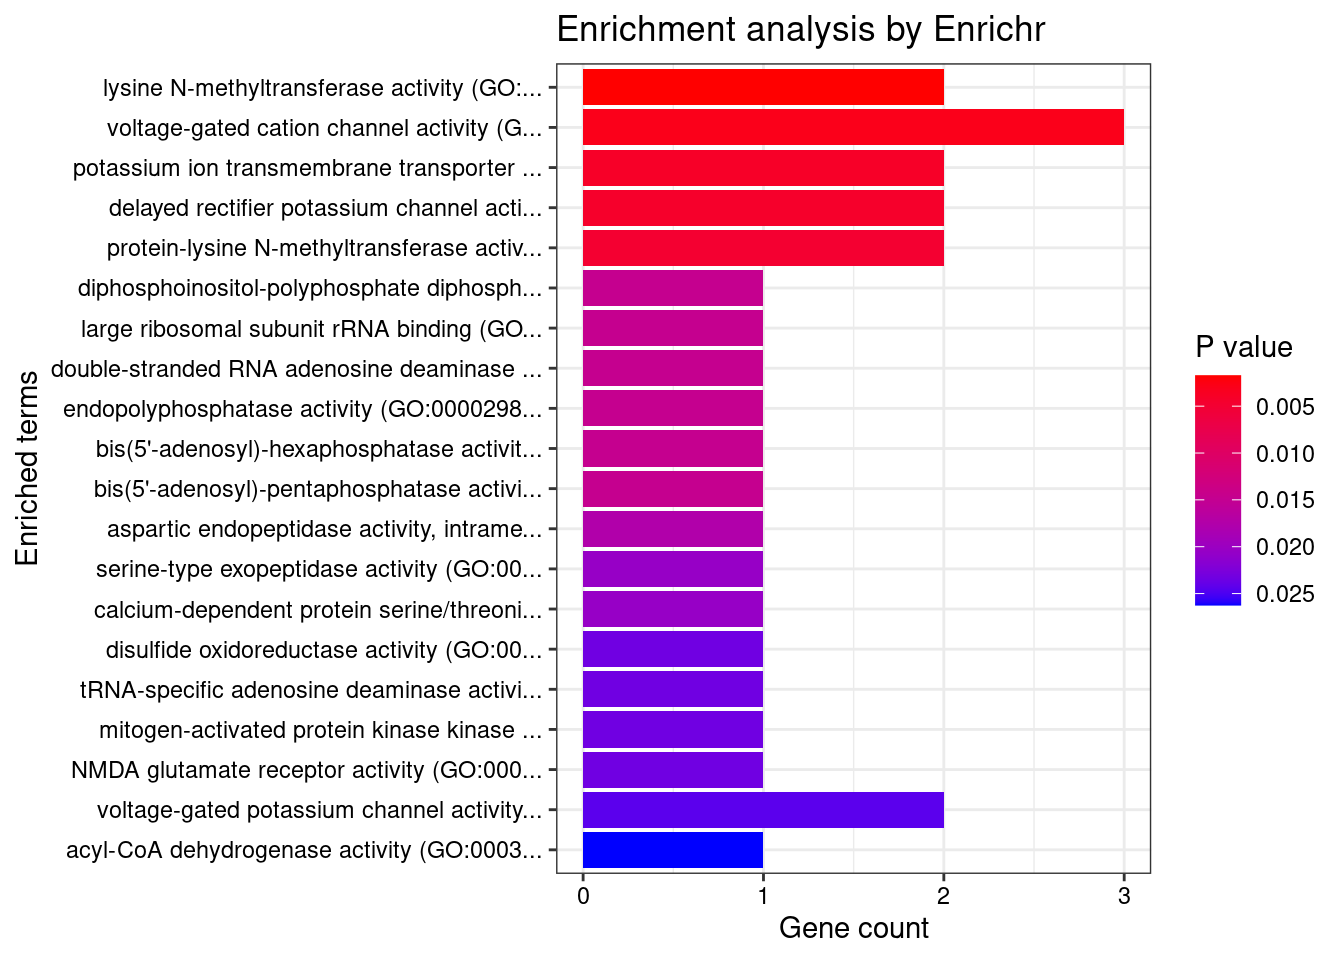 Enrichment analysis by Enrichr
lysine N-methyltransferase activity (GO:...
voltage-gated cation channel activity (G...
potassium ion transmembrane transporter ...
delayed rectifier potassium channel acti...
protein-lysine N-methyltransferase activ...
diphosphoinositol-polyphosphate diphosph...
large ribosomal subunit rRNA binding (GO...
double-stranded RNA adenosine deaminase ...
endopolyphosphatase activity (GO:0000298...
bis(5'-adenosyl)-hexaphosphatase activit...
bis(5'-adenosyl)-pentaphosphatase activi...
aspartic endopeptidase activity, intrame...
serine-type exopeptidase activity (GO:00...
calcium-dependent protein serine/threoni...
disulfide oxidoreductase activity (GO:00...
tRNA-specific adenosine deaminase activi...
mitogen-activated protein kinase kinase ...
NMDA glutamate receptor activity (GO:000...
voltage-gated potassium channel activity...
acyl-CoA dehydrogenase activity (GO:0003...
Enriched terms
0 1 2 3
Gene count
P value
0.005
0.010
0.015
0.020
0.025